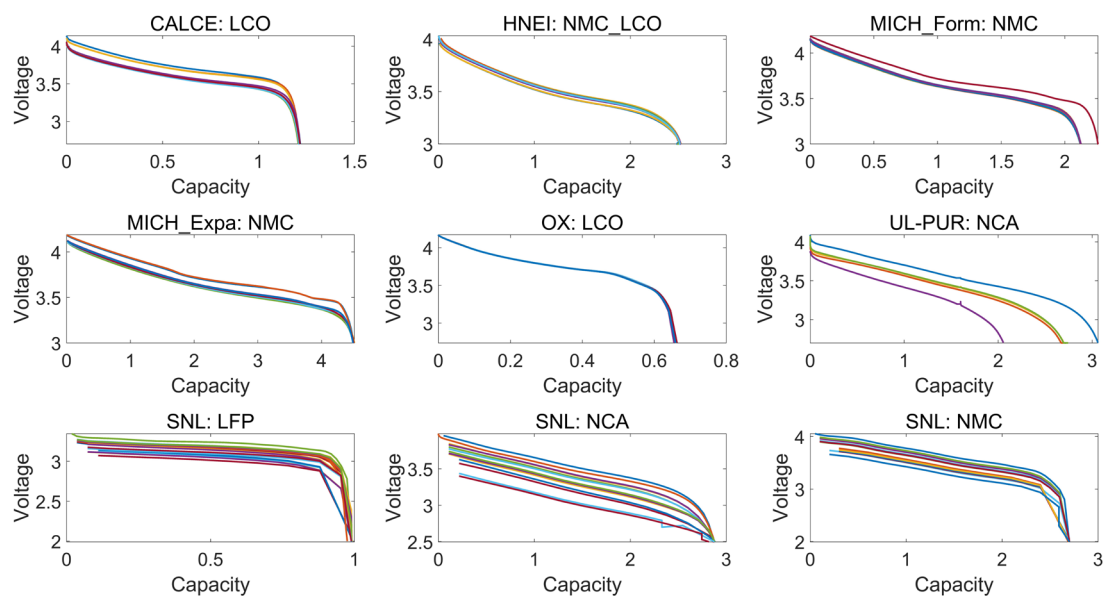 CALCE: LCO
4
3.5
3
Voltage
0
0.5
1
1.5
Capacity
HNEI: NMC_LCO
4
3.5
3
Voltage
0
1
2
3
Capacity
MICH_Form: NMC
4
3.5
3
Voltage
0
0.5
1
1.5
2
Capacity
MICH_Expa: NMC
4
3.5
3
Voltage
0
1
2
3
4
Capacity
OX: LCO
4
3.5
3
Voltage
0
0.2
0.4
0.6
0.8
Capacity
UL-PUR: NCA
4
3.5
3
Voltage
0
1
2
3
Capacity
SNL: LFP
3
2.5
2
Voltage
0
0.5
1
Capacity
SNL: NCA
3.5
3
2.5
Voltage
0
1
2
3
Capacity
SNL: NMC
4
3
2
Voltage
0
1
2
3
Capacity